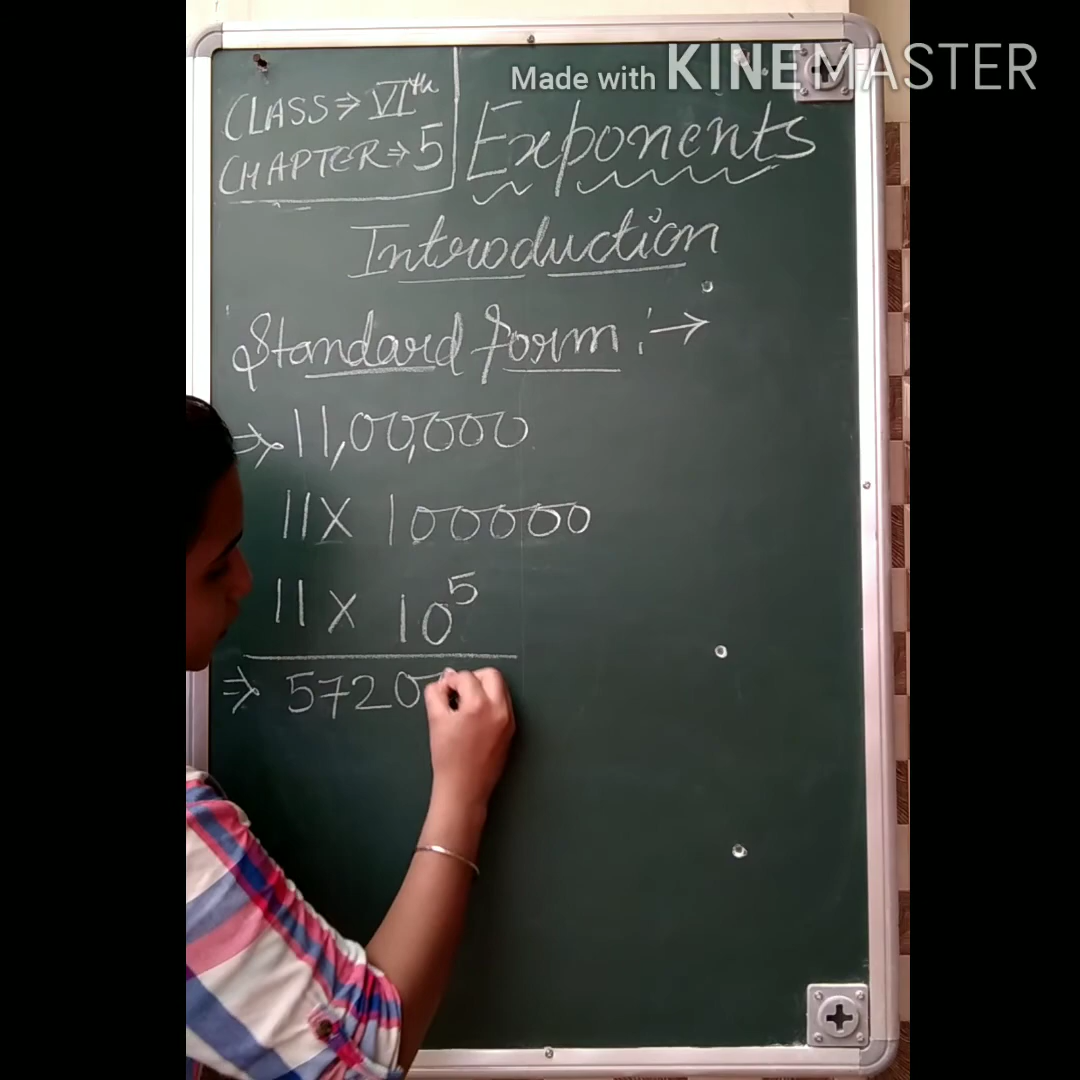 Made with KINEMASTER
CLASS ⇒ VIth
CHAPTER ⇒ 5
Exponents
Introduction
Standard form :→
⇒ 11,00,000
11 X 100000
11 X 10⁵
⇒ 5720